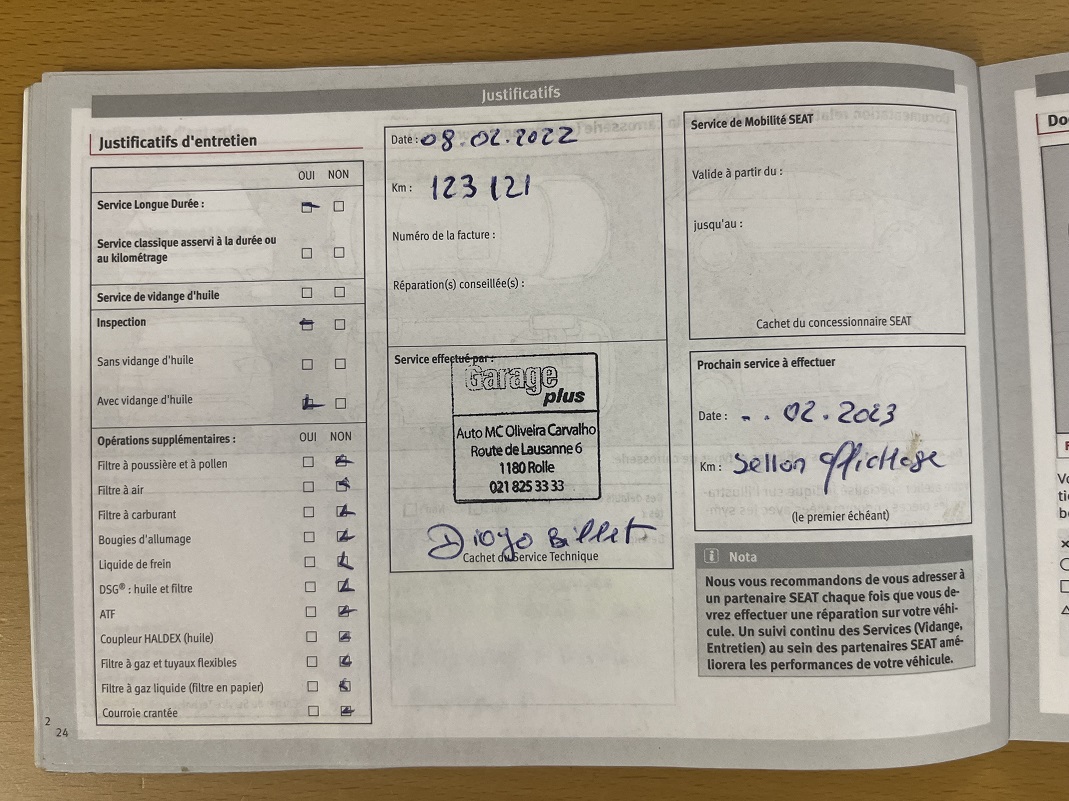 Justificatifs
Justificatifs d'entretien
OUI NON
Service Longue Durée :
Service classique asservi à la durée ou
au kilométrage
Service de vidange d'huile
Inspection
Sans vidange d'huile
Avec vidange d'huile
Opérations supplémentaires : OUI NON
Filtre à poussière et à pollen
Filtre à air
Filtre à carburant
Bougies d'allumage
Liquide de frein
DSG® : huile et filtre
ATF
Coupleur HALDEX (huile)
Filtre à gaz et tuyaux flexibles
Filtre à gaz liquide (filtre en papier)
Courroie crantée
2
24
Date : 08.02.2022
Km : 123 121
Numéro de la facture :
Réparation(s) conseillée(s) :
Service effectué par :
Garage
plus
Auto MC Oliveira Carvalho
Route de Lausanne 6
1180 Rolle
021 825 33 33
Diogo Billet
Cachet du Service Technique
Service de Mobilité SEAT
Valide à partir du :
jusqu'au :
Cachet du concessionnaire SEAT
Prochain service à effectuer
Date : - . 02.2023
Km : Sellon affichage
(le premier échéant)
i Nota
Nous vous recommandons de vous adresser à
un partenaire SEAT chaque fois que vous de-
vrez effectuer une réparation sur votre véhi-
cule. Un suivi continu des Services (Vidange,
Entretien) au sein des partenaires SEAT amé-
liorera les performances de votre véhicule.
Do